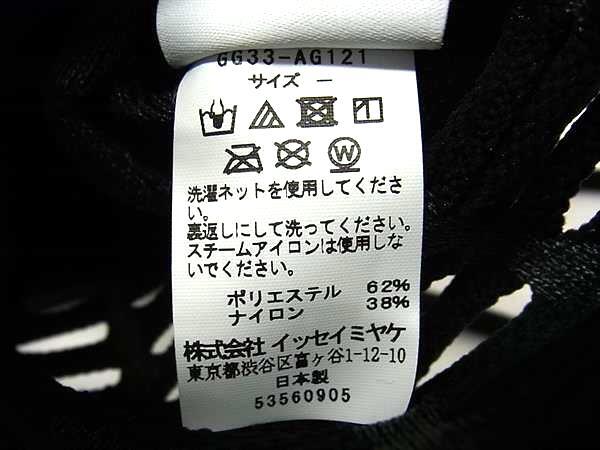 GG33-AG121
サイズ ー
W
洗濯ネットを使用してくださ
い。
裏返しにして洗ってください。
スチームアイロンは使用しな
いでください。
ポリエステル 62%
ナイロン 38%
株式会社 イッセイミヤケ
東京都渋谷区富ヶ谷1-12-10
日本製
53560905